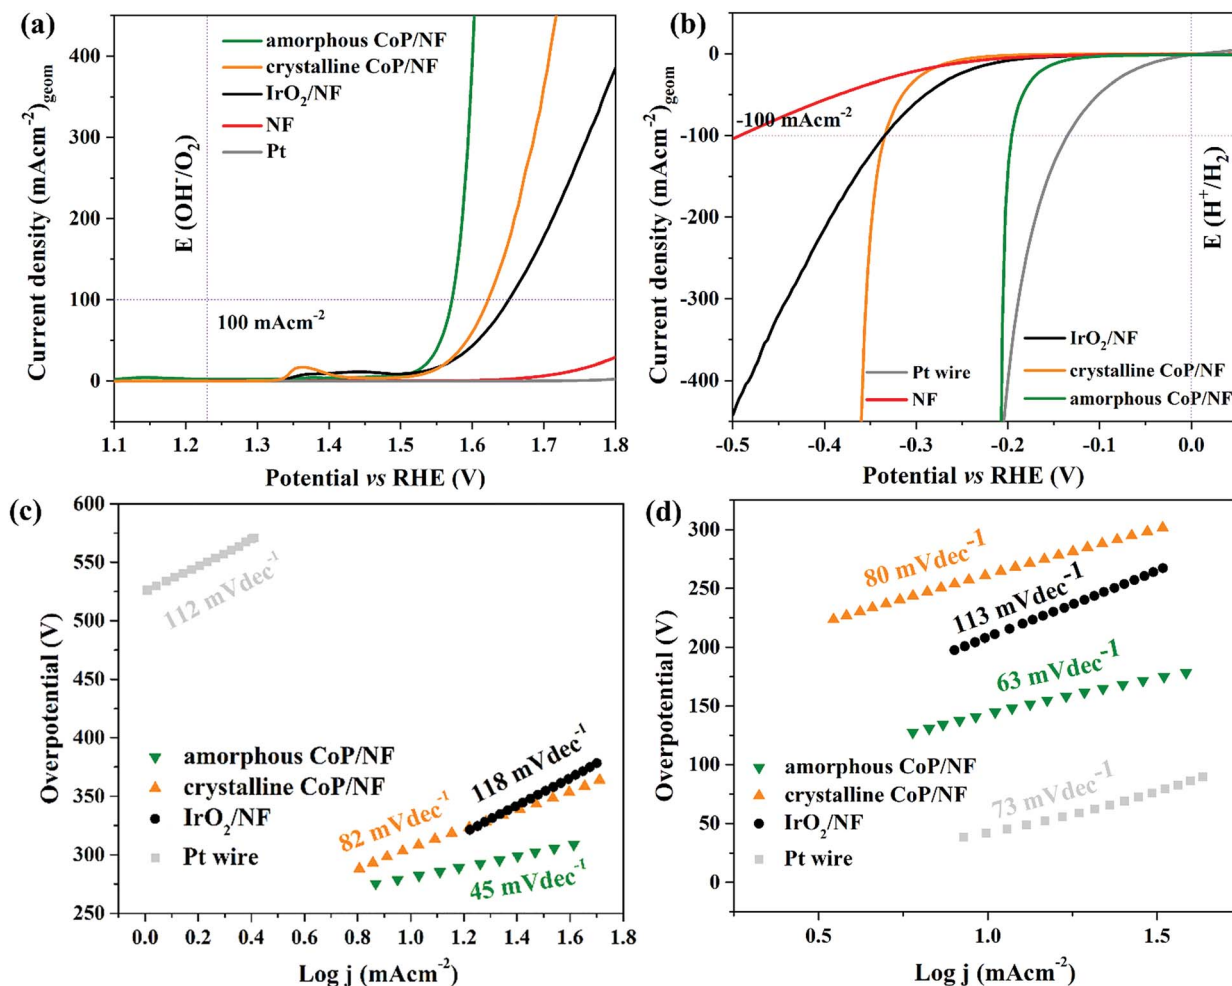 (a)
amorphous CoP/NF
crystalline CoP/NF
IrO₂/NF
NF
Pt
E (OH⁻/O₂)
100 mAcm⁻²
Current density (mAcm⁻²)geom
400
300
200
100
0
1.1 1.2 1.3 1.4 1.5 1.6 1.7 1.8
Potential vs RHE (V)
(b)
-100 mAcm⁻²
E (H⁺/H₂)
IrO₂/NF
Pt wire
crystalline CoP/NF
NF
amorphous CoP/NF
Current density (mAcm⁻²)geom
0
-100
-200
-300
-400
-0.5 -0.4 -0.3 -0.2 -0.1 0.0
Potential vs RHE (V)
(c)
112 mVdec⁻¹
118 mVdec⁻¹
82 mVdec⁻¹
45 mVdec⁻¹
amorphous CoP/NF
crystalline CoP/NF
IrO₂/NF
Pt wire
Overpotential (V)
600
550
500
450
400
350
300
250
0.0 0.2 0.4 0.6 0.8 1.0 1.2 1.4 1.6 1.8
Log j (mAcm⁻²)
(d)
80 mVdec⁻¹
113 mVdec⁻¹
63 mVdec⁻¹
73 mVdec⁻¹
amorphous CoP/NF
crystalline CoP/NF
IrO₂/NF
Pt wire
Overpotential (V)
300
250
200
150
100
50
0
0.5 1.0 1.5
Log j (mAcm⁻²)